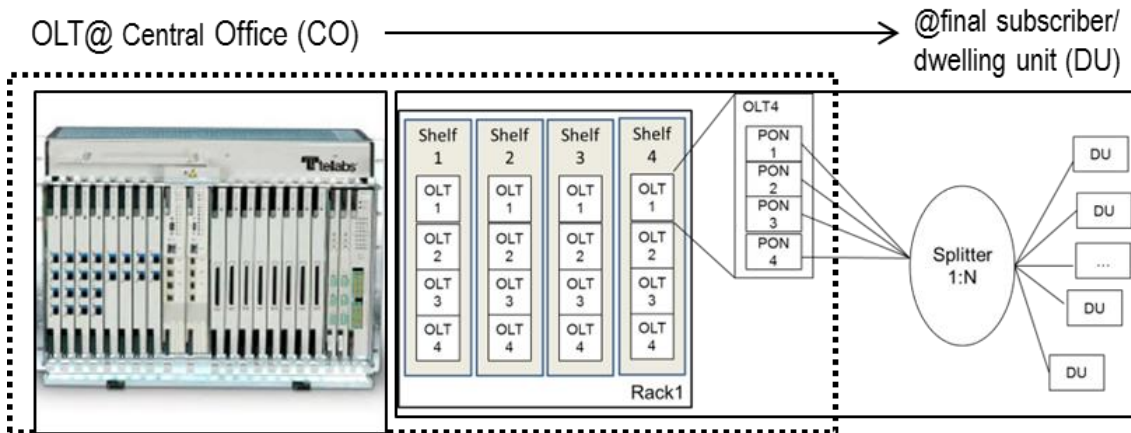 OLT@ Central Office (CO)
@final subscriber/
dwelling unit (DU)
tellabs
Shelf
1
OLT
1
OLT
2
OLT
3
OLT
4
Shelf
2
OLT
1
OLT
2
OLT
3
OLT
4
Shelf
3
OLT
1
OLT
2
OLT
3
OLT
4
Shelf
4
OLT
1
OLT
2
OLT
3
OLT
4
Rack1
OLT4
PON
1
PON
2
PON
3
PON
4
Splitter
1:N
DU
DU
...
DU
DU